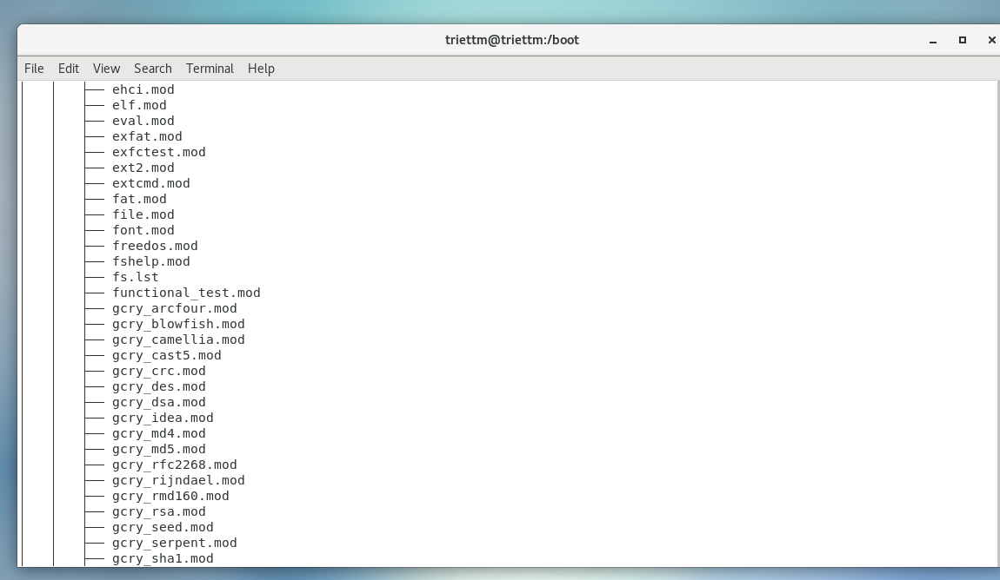 triettm@triettm:/boot
File Edit View Search Terminal Help
ehci.mod
elf.mod
eval.mod
exfat.mod
exfctest.mod
ext2.mod
extcmd.mod
fat.mod
file.mod
font.mod
freedos.mod
fshelp.mod
fs.lst
functional_test.mod
gcry_arcfour.mod
gcry_blowfish.mod
gcry_camellia.mod
gcry_cast5.mod
gcry_crc.mod
gcry_des.mod
gcry_dsa.mod
gcry_idea.mod
gcry_md4.mod
gcry_md5.mod
gcry_rfc2268.mod
gcry_rijndael.mod
gcry_rmd160.mod
gcry_rsa.mod
gcry_seed.mod
gcry_serpent.mod
gcry_sha1.mod